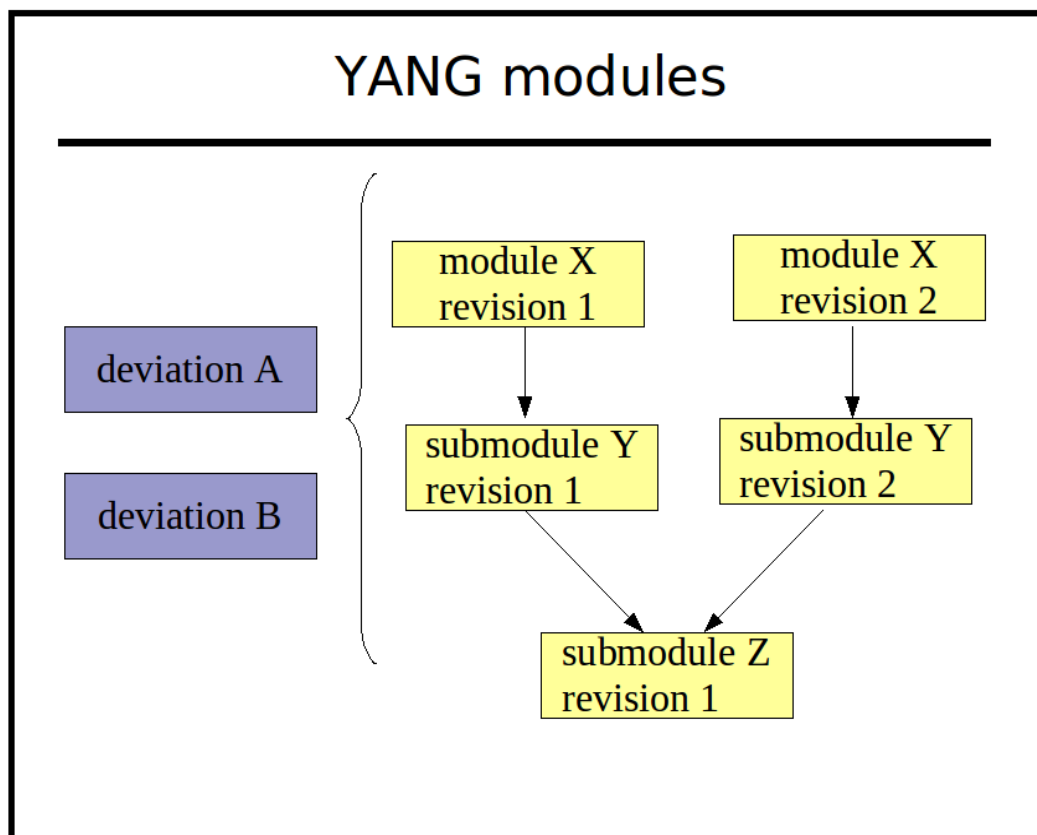 YANG modules
module X
revision 1
module X
revision 2
deviation A
submodule Y
revision 1
submodule Y
revision 2
deviation B
submodule Z
revision 1